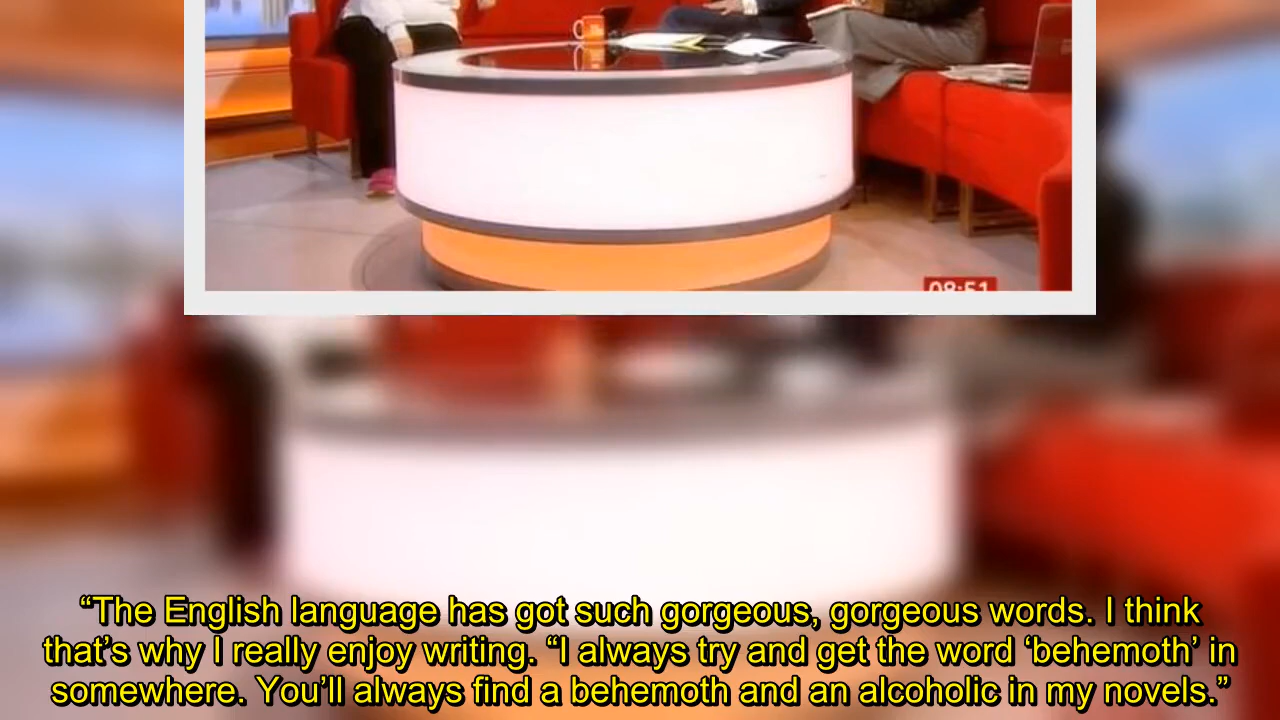 08:51
“The English language has got such gorgeous, gorgeous words. I think
that’s why I really enjoy writing. “I always try and get the word ‘behemoth’ in
somewhere. You’ll always find a behemoth and an alcoholic in my novels.”